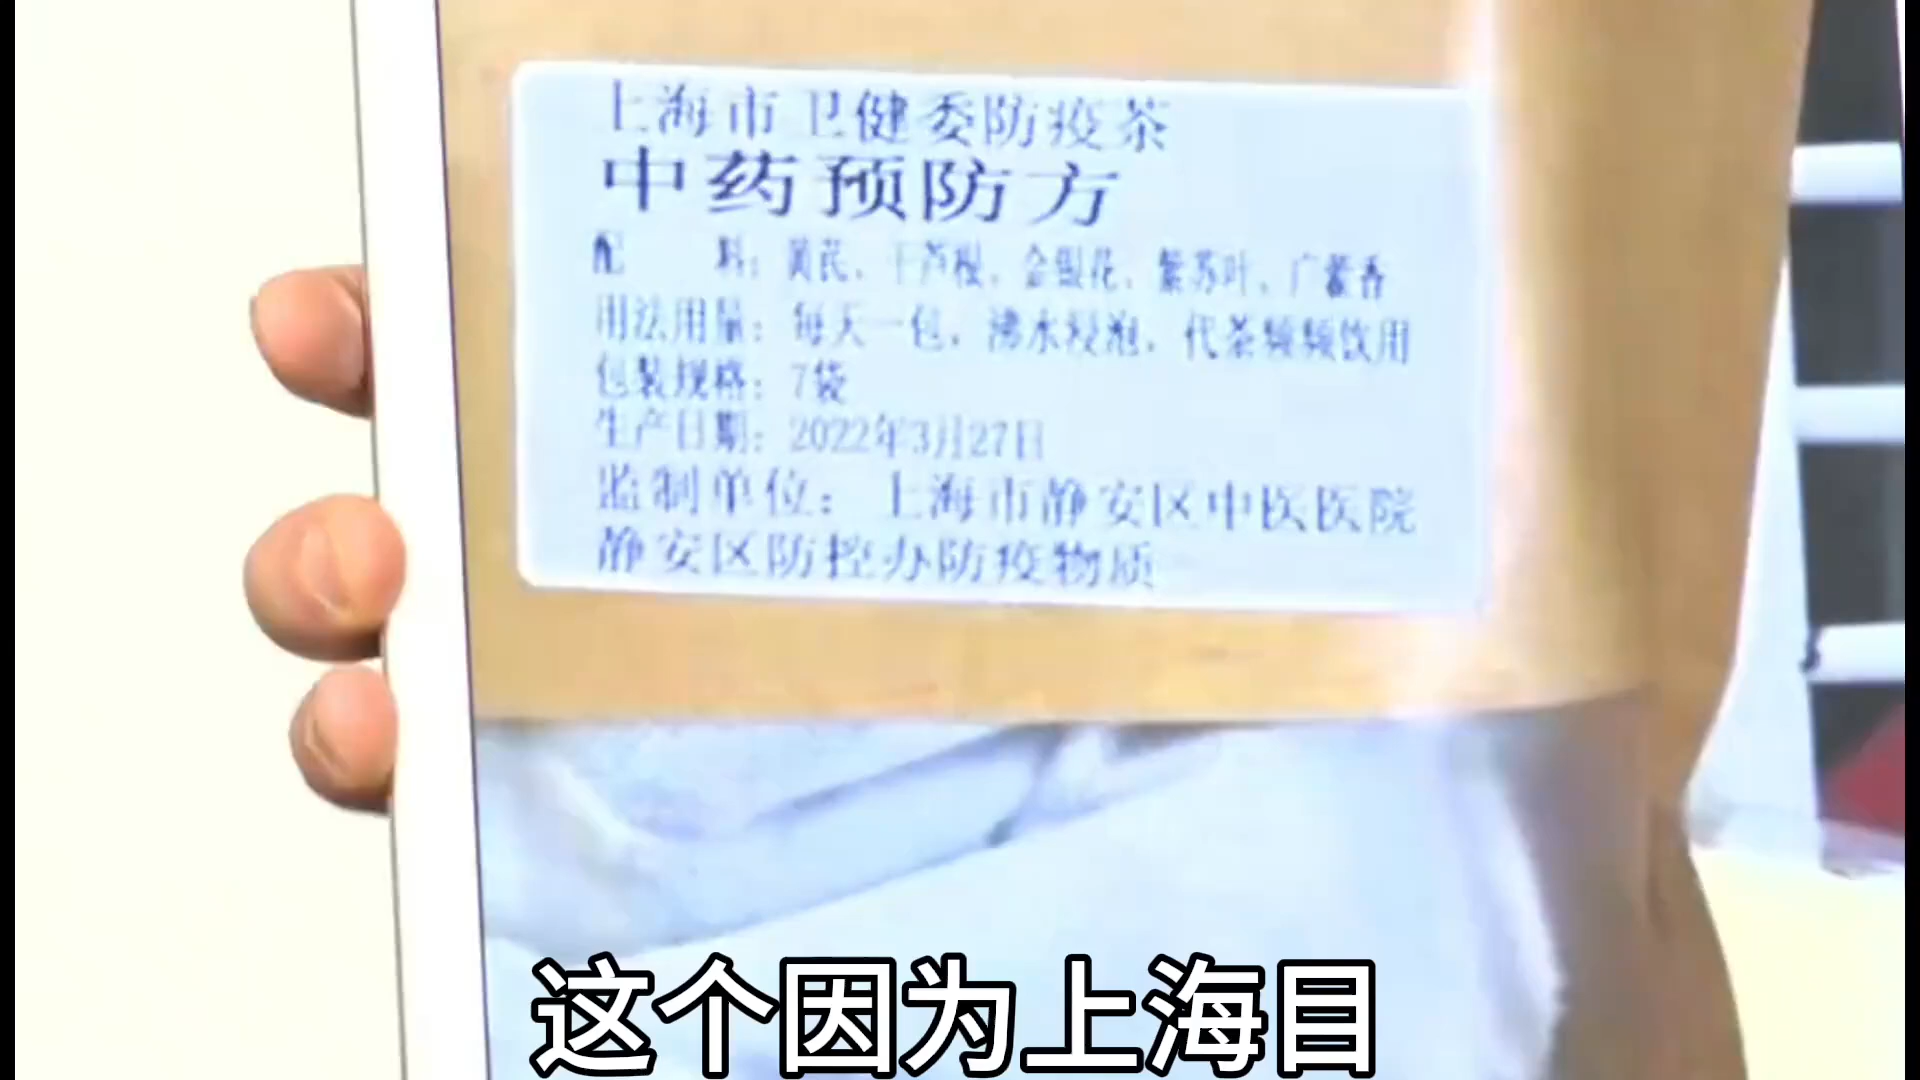 上海市卫健委防疫茶
中药预防方
配 料：黄芪、干芦根、金银花、紫苏叶、广藿香
用法用量：每天一包，沸水浸泡，代茶频频饮用
包装规格：7袋
生产日期：2022年3月27日
监制单位：上海市静安区中医医院
静安区防控办防疫物质
这个因为上海目